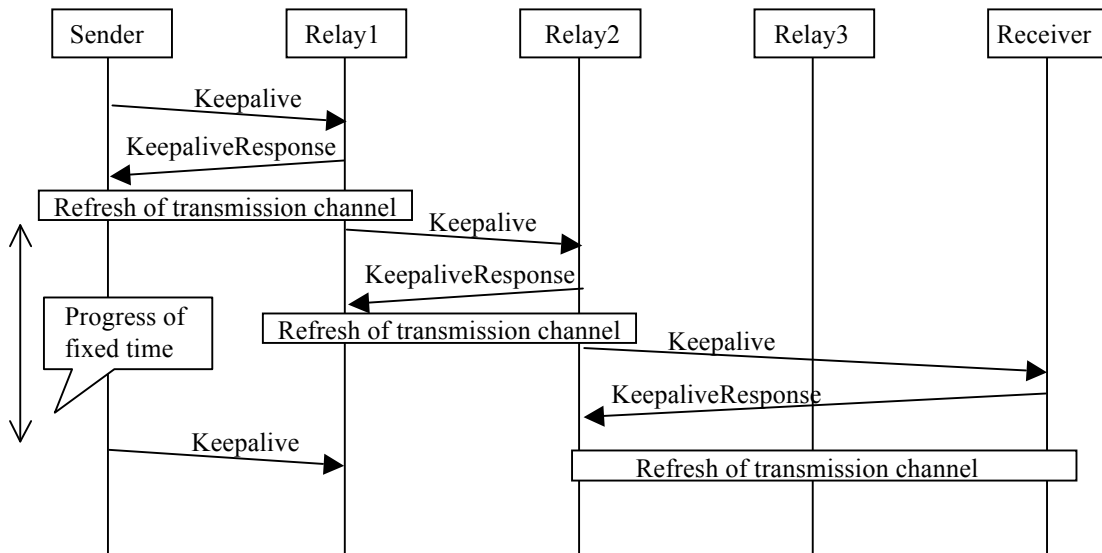 Sender
Relay1
Relay2
Relay3
Receiver
Keepalive
KeepaliveResponse
Refresh of transmission channel
Keepalive
KeepaliveResponse
Progress of
fixed time
Refresh of transmission channel
Keepalive
KeepaliveResponse
Keepalive
Refresh of transmission channel